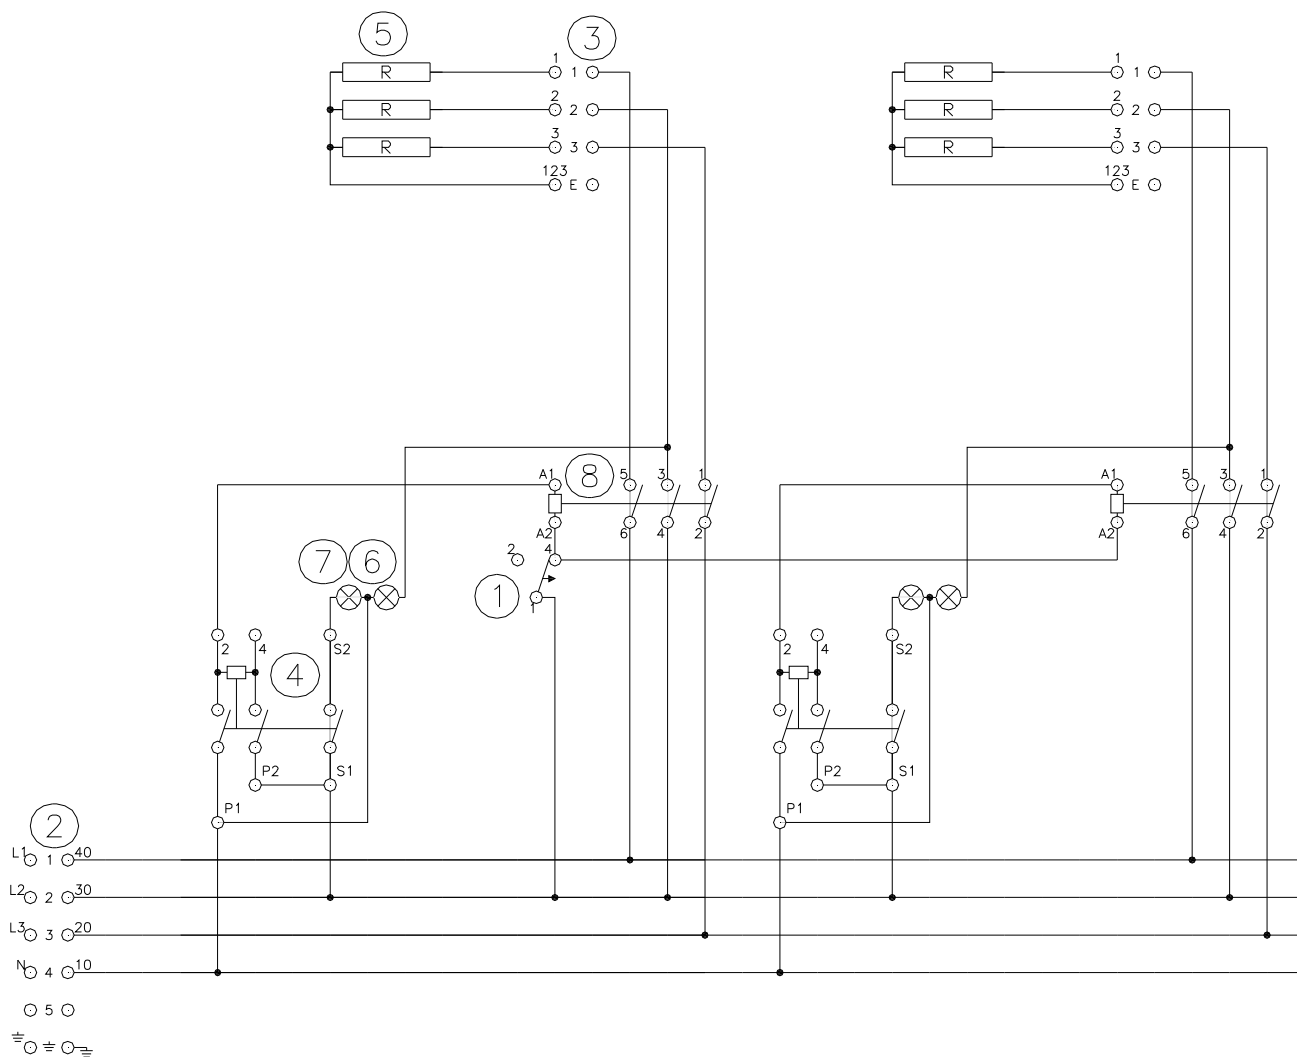 5 3
1 1
R 1 R 1
2 2
R 2 R 2
3 3
R 3 R 3
123 123
E E
8
A1 5 3 1 A1 5 3 1
A2 6 4 2 A2 6 4 2
2 4
7 6
1
1
2 4 S2 2 4 S2
4
P2 S1 P2 S1
P1 P1
2
L1 1 40
L2 2 30
L3 3 20
N 4 10
5